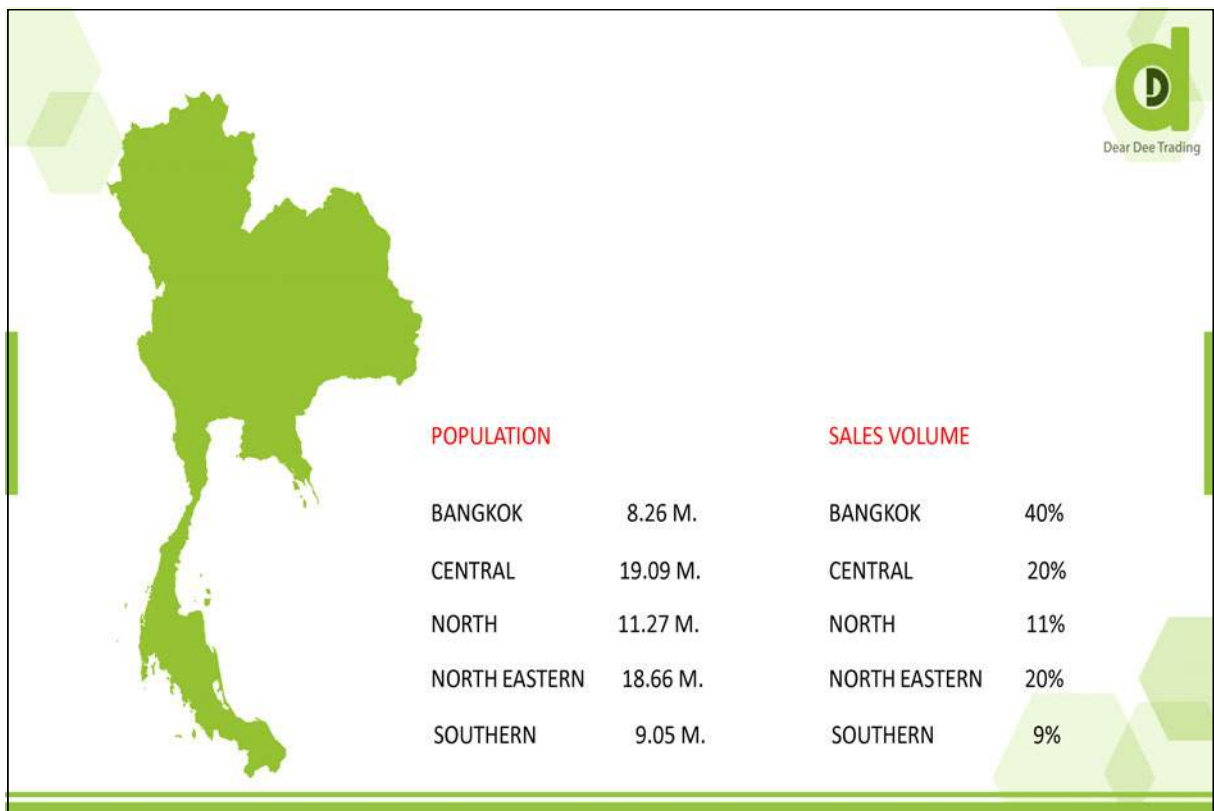 D
Dear Dee Trading
POPULATION SALES VOLUME
BANGKOK 8.26 M. BANGKOK 40%
CENTRAL 19.09 M. CENTRAL 20%
NORTH 11.27 M. NORTH 11%
NORTH EASTERN 18.66 M. NORTH EASTERN 20%
SOUTHERN 9.05 M. SOUTHERN 9%